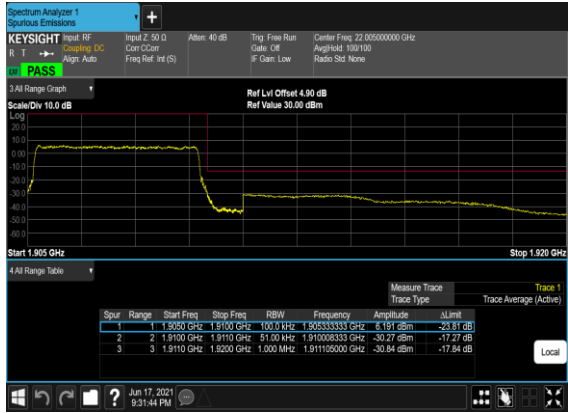 Spectrum Analyzer 1
Spurious Emissions
KEYSIGHT Input: RF Input Z: 50 Ω Atten: 40 dB Trig: Free Run Center Freq: 22.005000000 GHz
R T Coupling: DC Corr CCorr Gate: Off Avg|Hold: 100/100
Align: Auto Freq Ref: Int (S) IF Gain: Low Radio Std: None
LXI PASS
3 All Range Graph
Ref Lvl Offset 4.90 dB
Scale/Div 10.0 dB Ref Value 30.00 dBm
Log
20.0
10.0
0.00
-10.0
-20.0
-30.0
-40.0
-50.0
-60.0
Start 1.905 GHz Stop 1.920 GHz
4 All Range Table
Measure Trace Trace 1
Trace Type Trace Average (Active)
Spur Range Start Freq Stop Freq RBW Frequency Amplitude ΔLimit
1 1 1.9050 GHz 1.9100 GHz 100.0 kHz 1.905333333 GHz 6.191 dBm -23.81 dB
2 2 1.9100 GHz 1.9110 GHz 51.00 kHz 1.910008333 GHz -30.27 dBm -17.27 dB
3 3 1.9110 GHz 1.9200 GHz 1.000 MHz 1.911105000 GHz -30.84 dBm -17.84 dB
Local
? Jun 17, 2021
9:31:44 PM